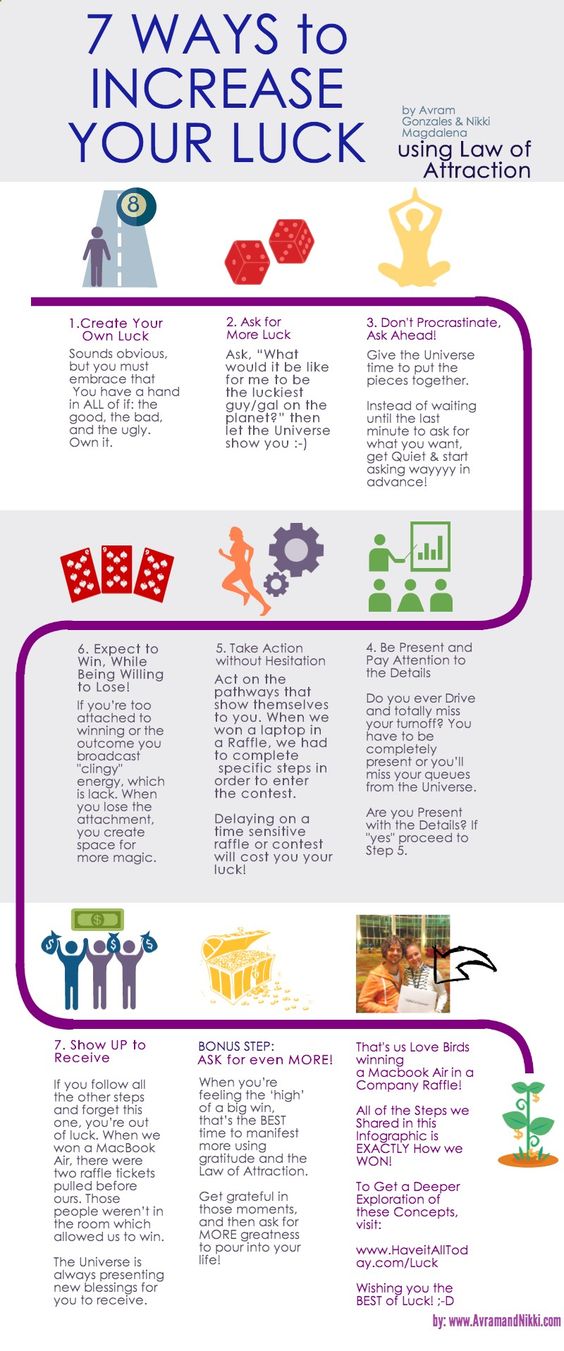 7 WAYS to
INCREASE
YOUR LUCK
by Avram
Gonzales & Nikki
Magdalena
using Law of
Attraction
8
1.Create Your
Own Luck
Sounds obvious,
but you must
embrace that
You have a hand
in ALL of if: the
good, the bad,
and the ugly.
Own it.
2. Ask for
More Luck
Ask, “What
would it be like
for me to be
the luckiest
guy/gal on the
planet?” then
let the Universe
show you :-)
3. Don't Procrastinate,
Ask Ahead!
Give the Universe
time to put the
pieces together.
Instead of waiting
until the last
minute to ask for
what you want,
get Quiet & start
asking wayyyy in
advance!
4. Be Present and
Pay Attention to
the Details
Do you ever Drive
and totally miss
your turnoff? You
have to be
completely
present or you’ll
miss your queues
from the Universe.
Are you Present
with the Details? If
"yes" proceed to
Step 5.
5. Take Action
without Hesitation
Act on the
pathways that
show themselves
to you. When we
won a laptop in
a Raffle, we had
to complete
specific steps in
order to enter
the contest.
Delaying on a
time sensitive
raffle or contest
will cost you your
luck!
6. Expect to
Win, While
Being Willing
to Lose!
If you’re too
attached to
winning or the
outcome you
broadcast
"clingy"
energy, which
is lack. When
you lose the
attachment,
you create
space for
more magic.
$
$ $ $
7. Show UP to
Receive
If you follow all
the other steps
and forget this
one, you’re out
of luck. When we
won a MacBook
Air, there were
two raffle tickets
pulled before
ours. Those
people weren’t in
the room which
allowed us to win.
The Universe is
always presenting
new blessings for
you to receive.
BONUS STEP:
ASK for even MORE!
When you’re
feeling the ‘high’
of a big win,
that’s the BEST
time to manifest
more using
gratitude and the
Law of Attraction.
Get grateful in
those moments,
and then ask for
MORE greatness
to pour into your
life!
That's us Love Birds
winning
a Macbook Air in a
Company Raffle!
All of the Steps we
Shared in this
Infographic is
EXACTLY How we
WON!
To Get a Deeper
Exploration of
these Concepts,
visit:
www.HaveitAllTod
ay.com/Luck
Wishing you the
BEST of Luck! ;-D
by: www.AvramandNikki.com